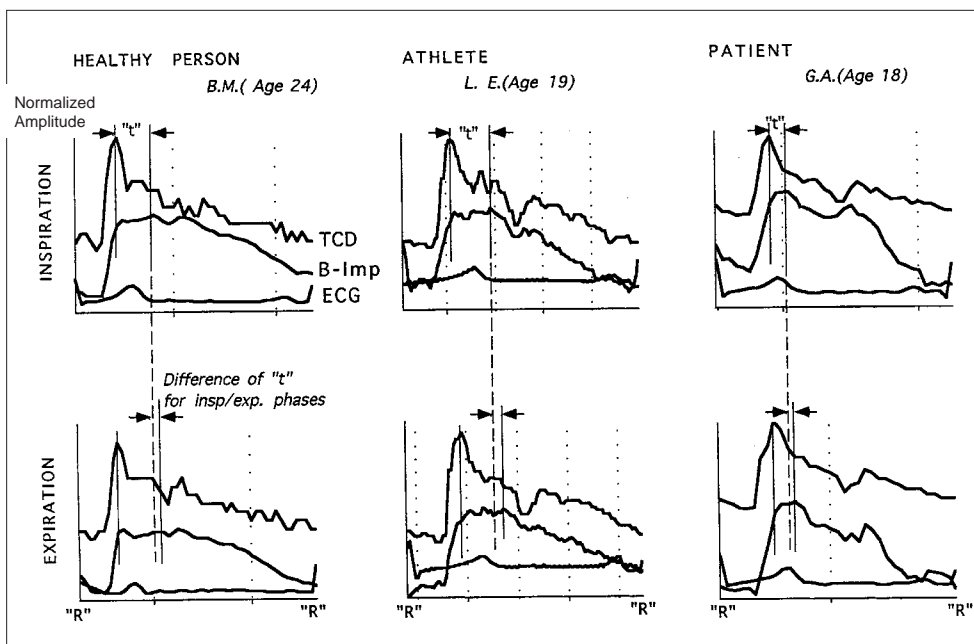 HEALTHY PERSON
B.M.( Age 24)
ATHLETE
L. E.(Age 19)
PATIENT
G.A.(Age 18)
Normalized
Amplitude
"t"
"t"
"t"
INSPIRATION
TCD
B-Imp
ECG
Difference of "t"
for insp/exp. phases
EXPIRATION
"R"
"R"
"R"
"R"
"R"
"R"